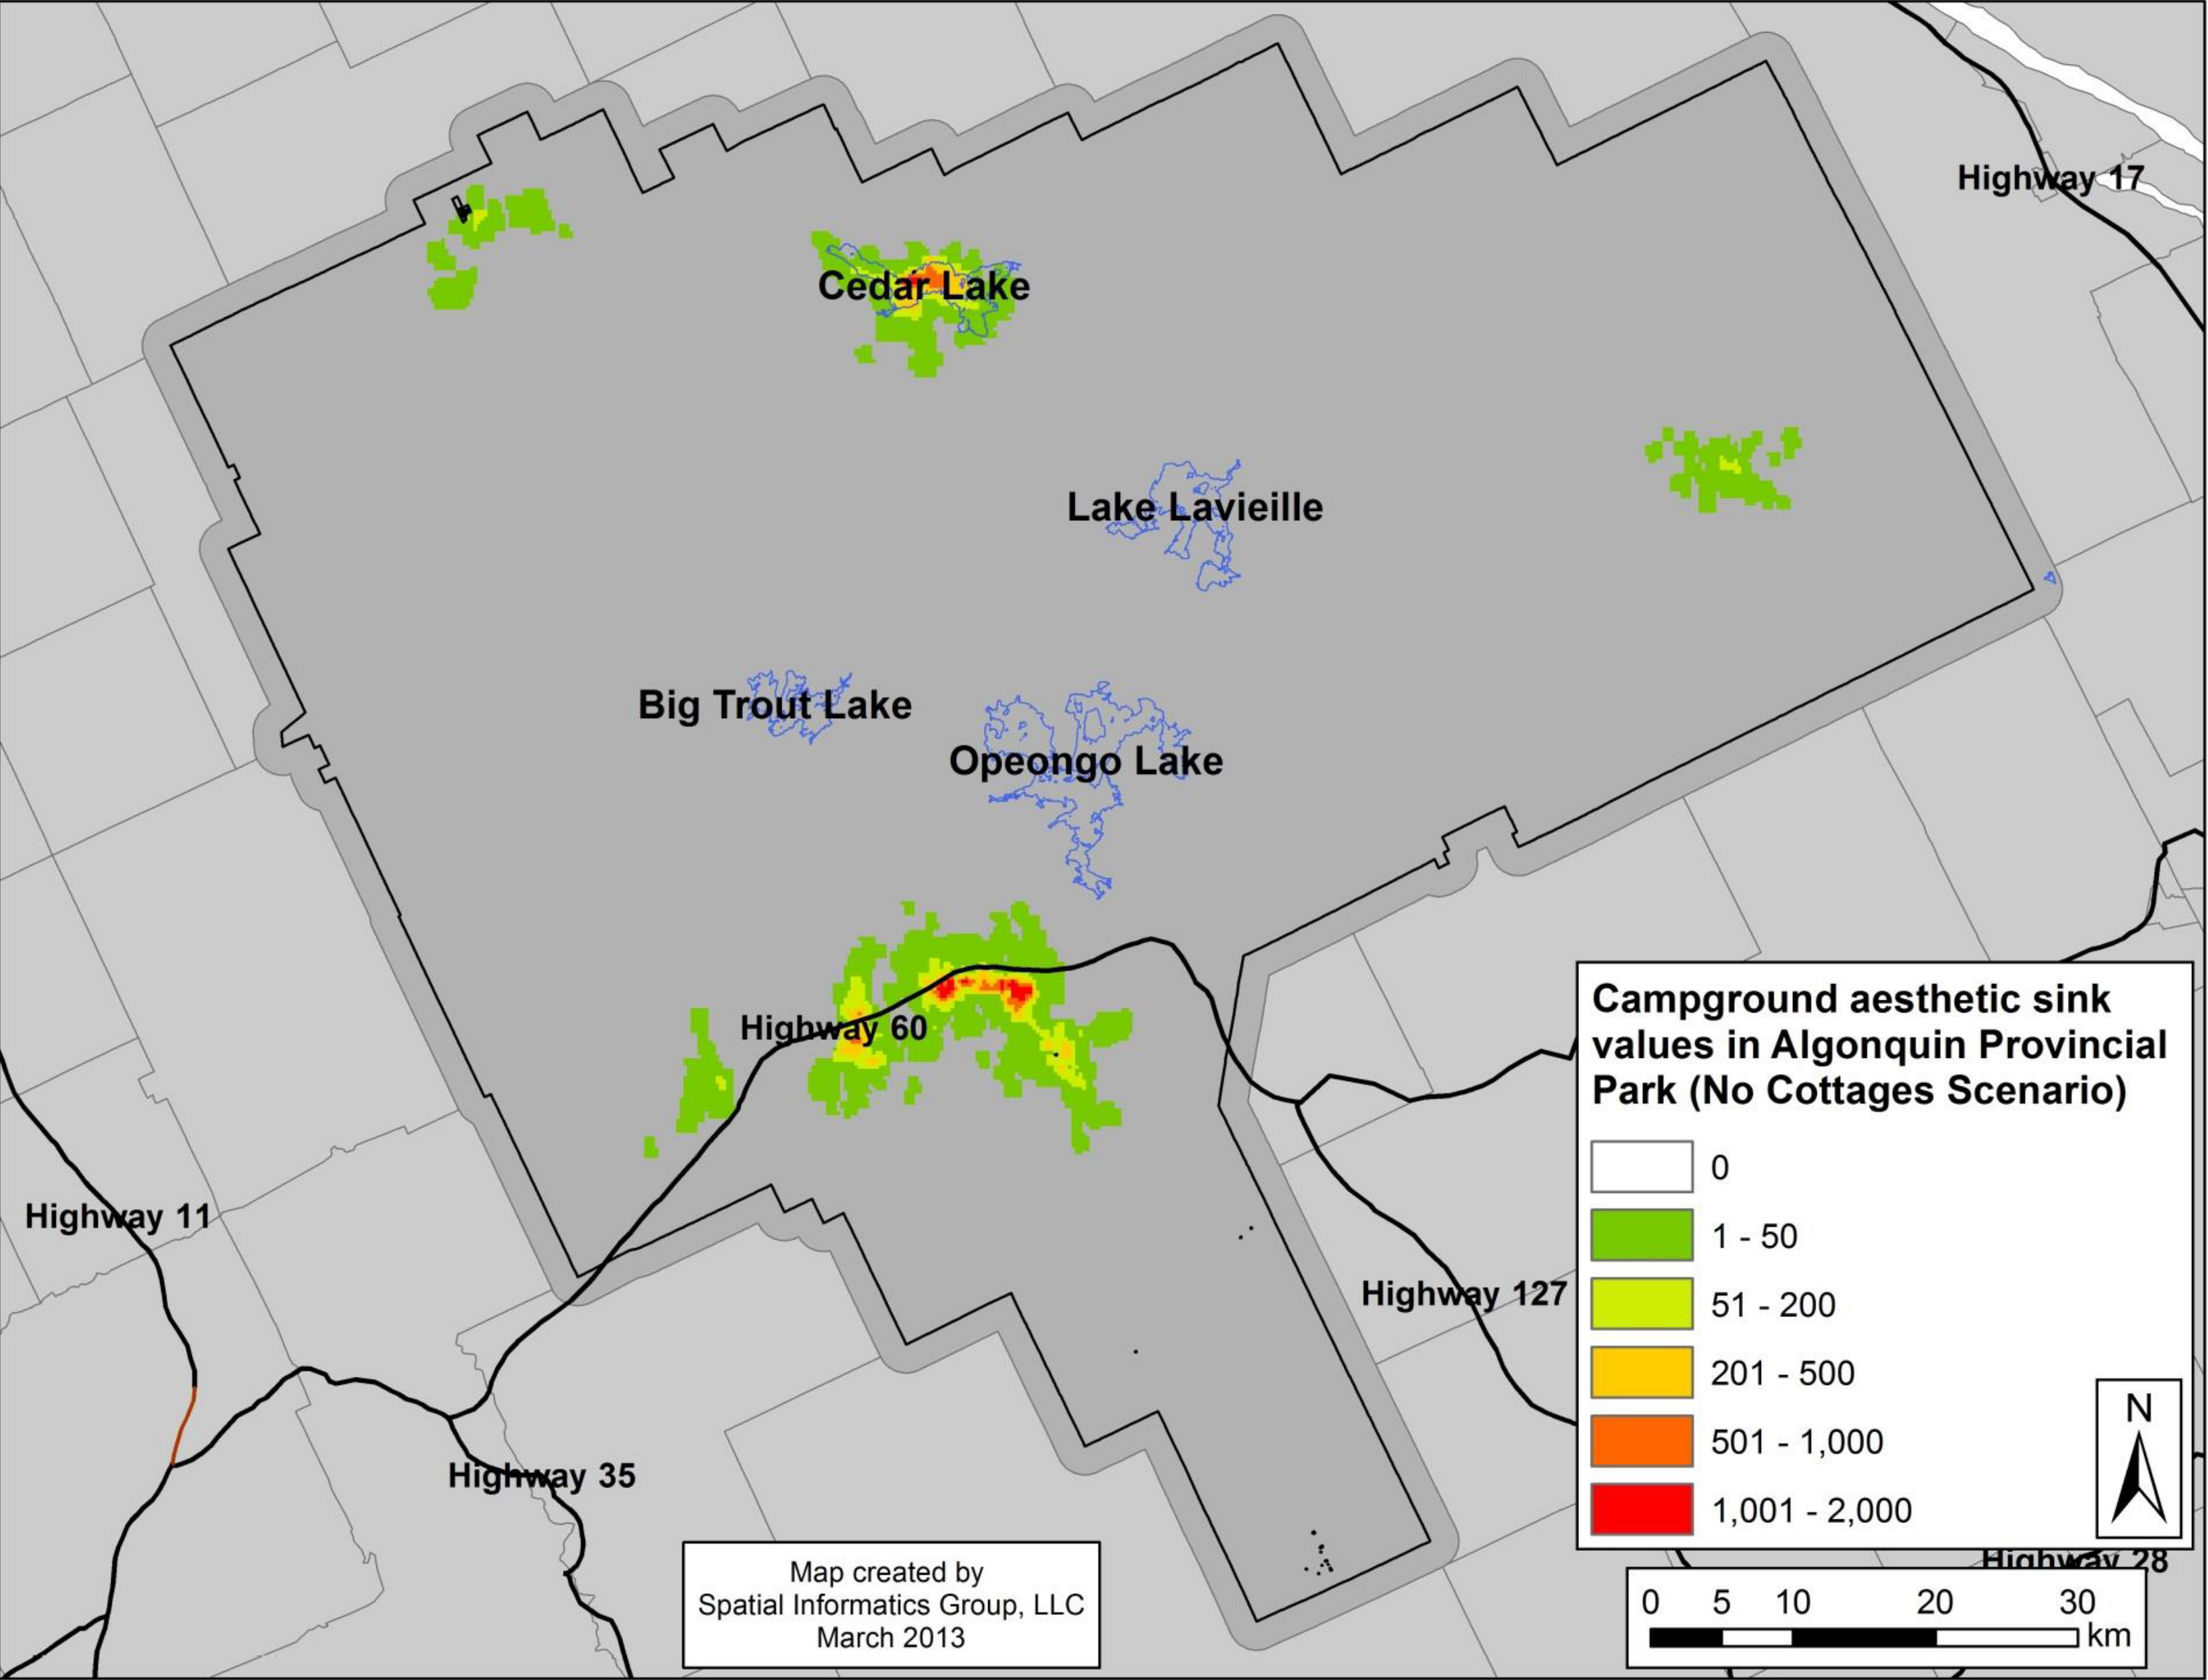 Highway 17
Cedar Lake
Lake Lavieille
Big Trout Lake
Opeongo Lake
Highway 60
Highway 11
Highway 127
Highway 35
Campground aesthetic sink
values in Algonquin Provincial
Park (No Cottages Scenario)
0
1 - 50
51 - 200
201 - 500
501 - 1,000
1,001 - 2,000
N
Highway 28
Map created by
Spatial Informatics Group, LLC
March 2013
0 5 10 20 30
km